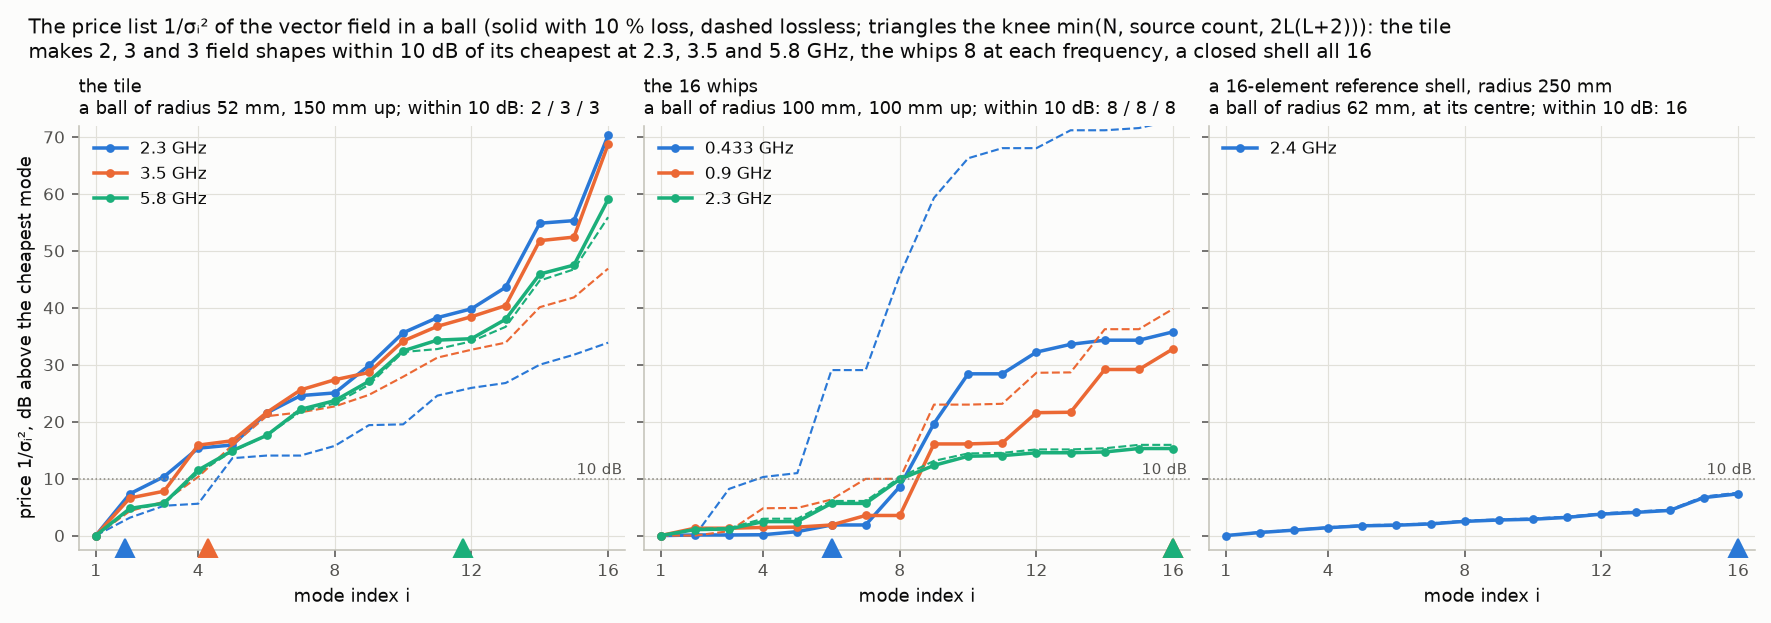 The price list 1/σᵢ² of the vector field in a ball (solid with 10 % loss, dashed lossless; triangles the knee min(N, source count, 2L(L+2))): the tile
makes 2, 3 and 3 field shapes within 10 dB of its cheapest at 2.3, 3.5 and 5.8 GHz, the whips 8 at each frequency, a closed shell all 16
the tile
a ball of radius 52 mm, 150 mm up; within 10 dB: 2 / 3 / 3
price 1/σᵢ², dB above the cheapest mode
70
60
50
40
30
20
10
0
2.3 GHz
3.5 GHz
5.8 GHz
10 dB
1 4 8 12 16
mode index i
the 16 whips
a ball of radius 100 mm, 100 mm up; within 10 dB: 8 / 8 / 8
0.433 GHz
0.9 GHz
2.3 GHz
10 dB
1 4 8 12 16
mode index i
a 16-element reference shell, radius 250 mm
a ball of radius 62 mm, at its centre; within 10 dB: 16
2.4 GHz
10 dB
1 4 8 12 16
mode index i